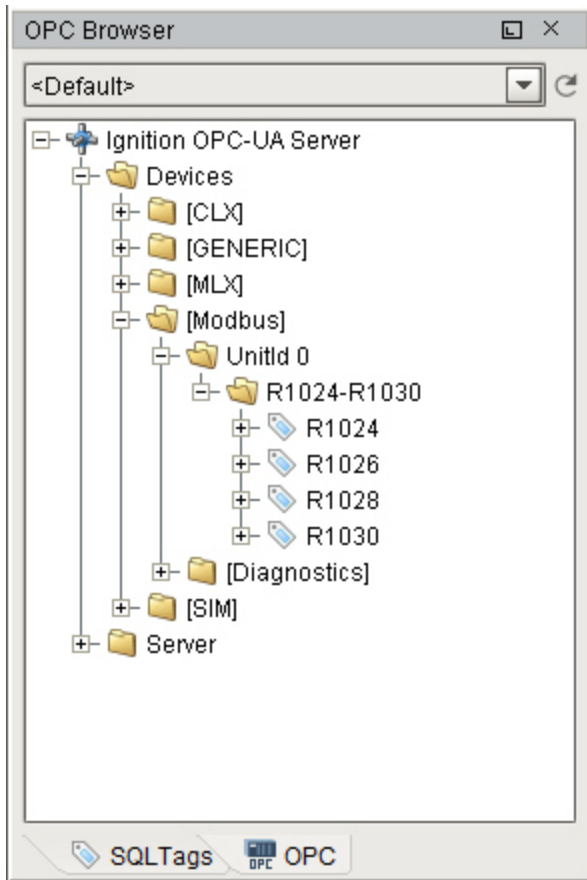 OPC Browser
<Default>
Ignition OPC-UA Server
Devices
[CLX]
[GENERIC]
[MLX]
[Modbus]
UnitId 0
R1024-R1030
R1024
R1026
R1028
R1030
[Diagnostics]
[SIM]
Server
SQLTags OPC OPC